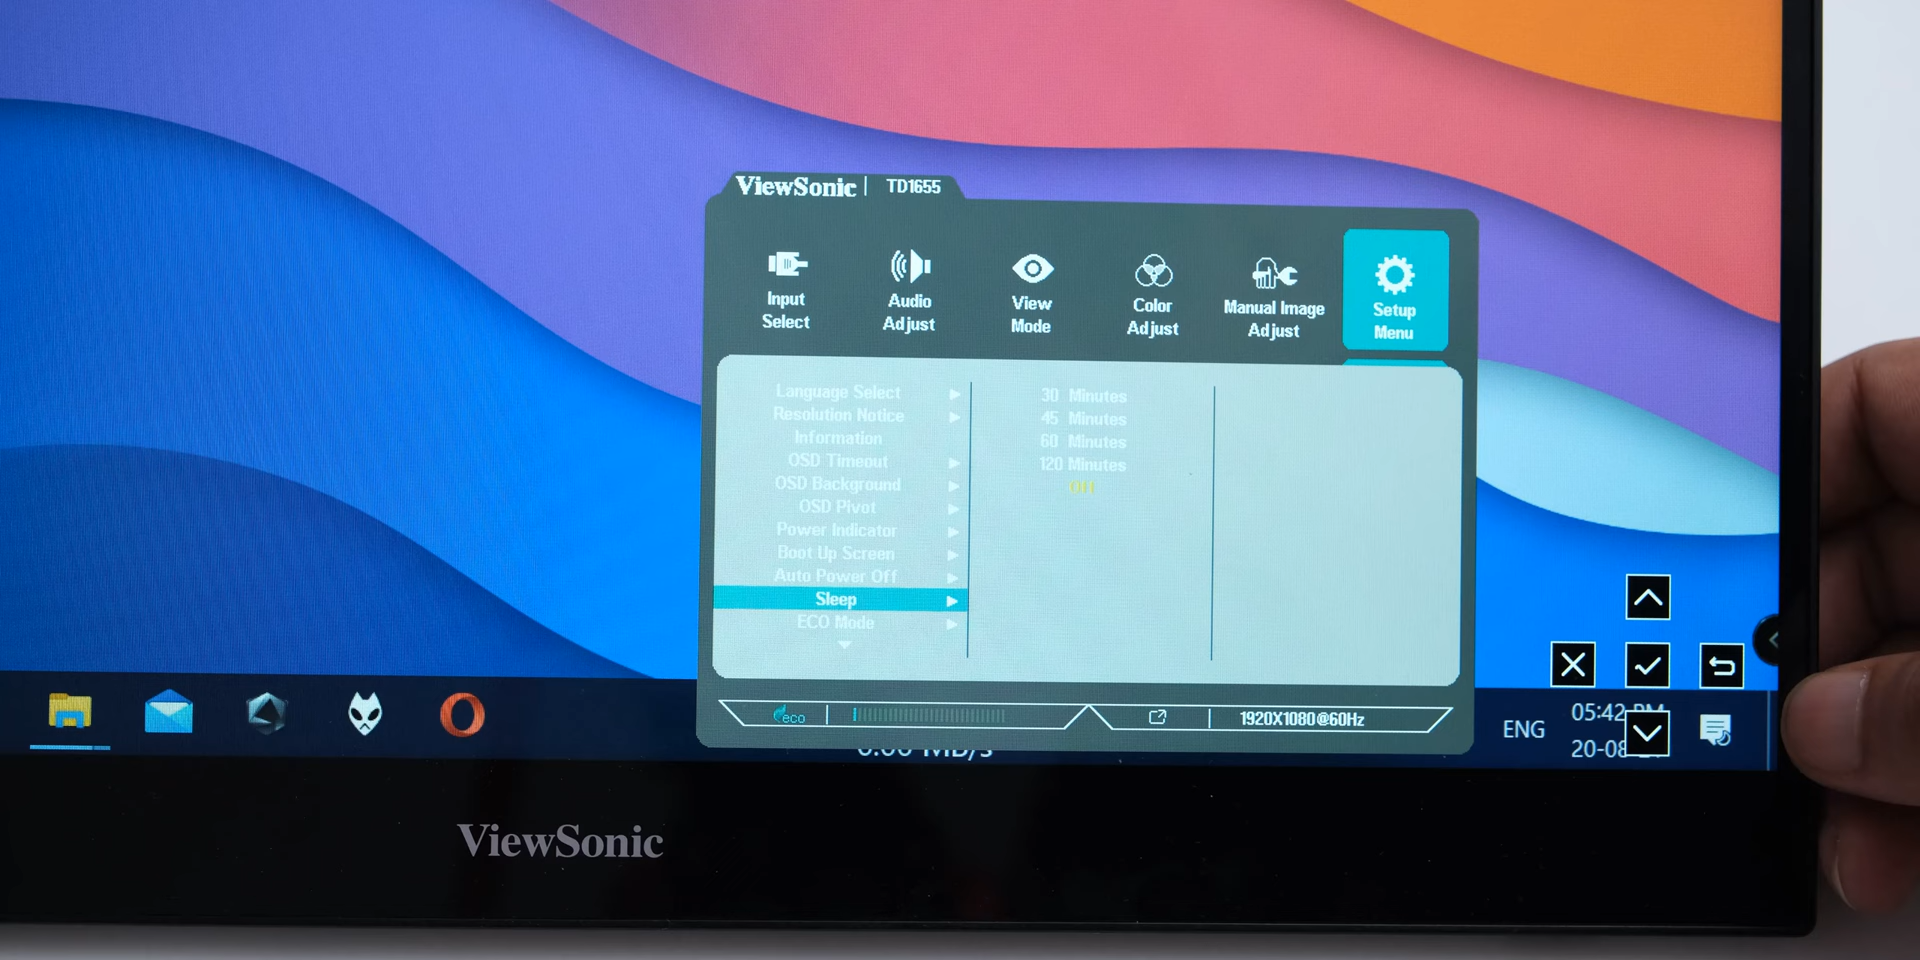 ViewSonic TD1655
Input Select
Audio Adjust
View Mode
Color Adjust
Manual Image Adjust
Setup Menu
Language Select
Resolution Notice
Information
OSD Timeout
OSD Background
OSD Pivot
Power Indicator
Boot Up Screen
Auto Power Off
Sleep
ECO Mode
30 Minutes
45 Minutes
60 Minutes
120 Minutes
Off
eco
1920X1080@60Hz
ENG
05:42
20-08
ViewSonic